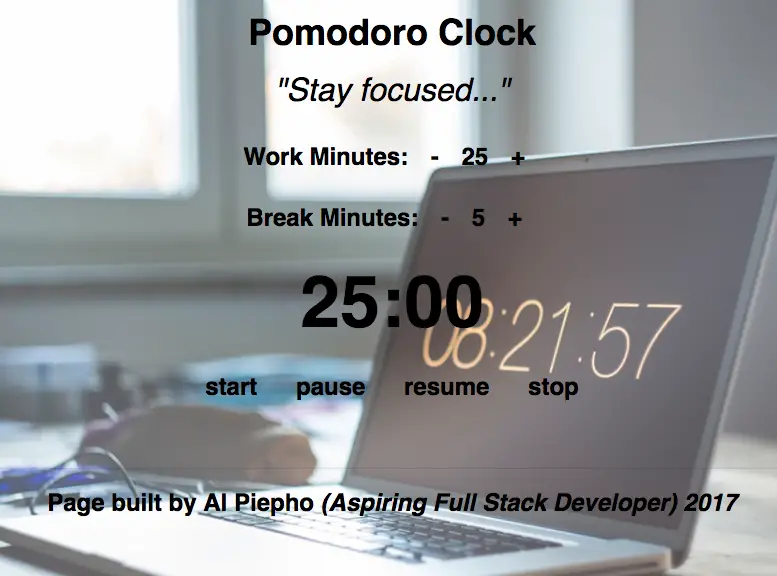 Pomodoro Clock
"Stay focused..."
Work Minutes: - 25 +
Break Minutes: - 5 +
25:00
08:21:57
start pause resume stop
Page built by Al Piepho (Aspiring Full Stack Developer) 2017